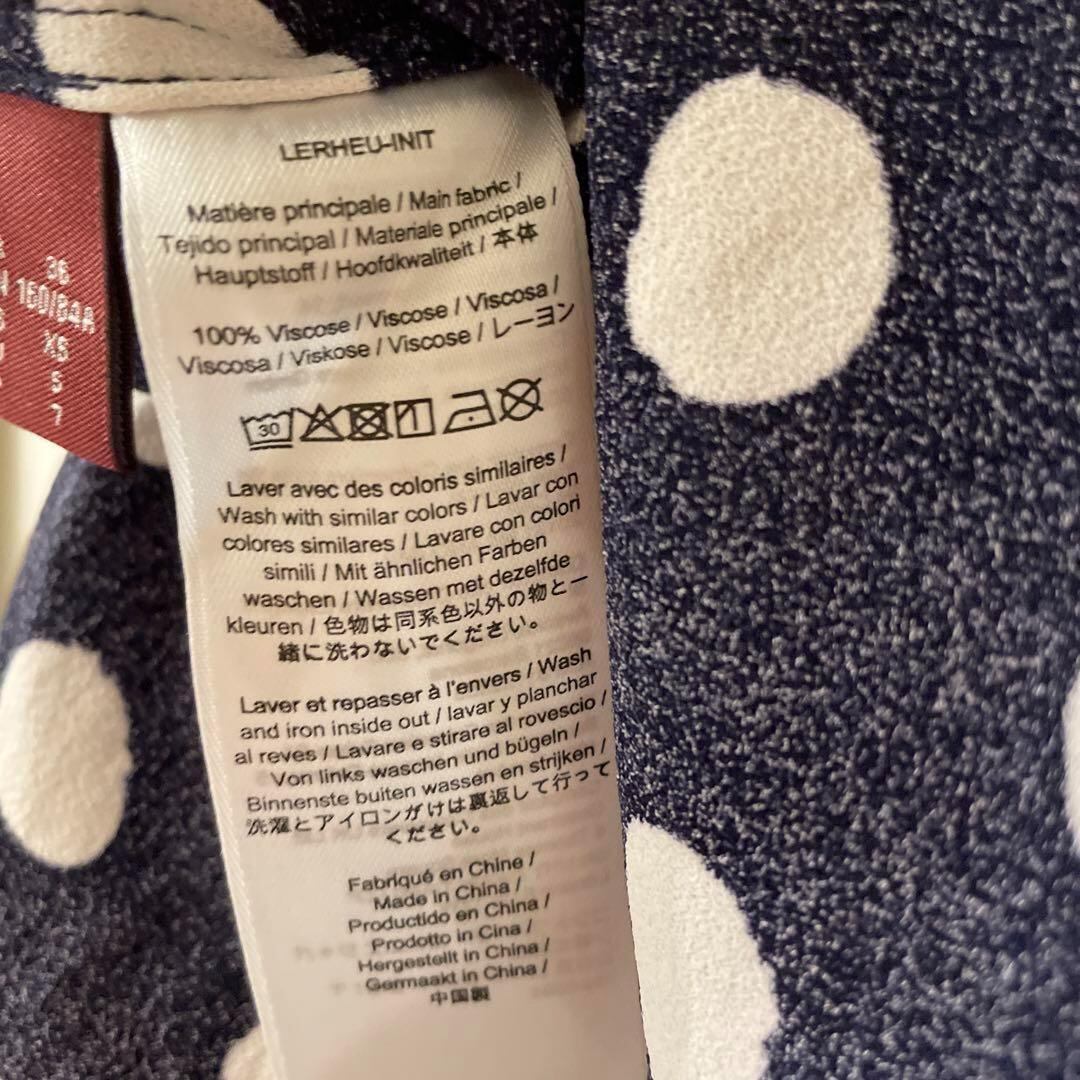 LERHEU-INIT
Matière principale / Main fabric /
Tejido principal / Materiale principale /
Hauptstoff / Hoofdkwaliteit / 本体
100% Viscose / Viscose / Viscosa /
Viscosa / Viskose / Viscose / レーヨン
30
Laver avec des coloris similaires /
Wash with similar colors / Lavar con
colores similares / Lavare con colori
simili / Mit ähnlichen Farben
waschen / Wassen met dezelfde
kleuren / 色物は同系色以外の物と一
緒に洗わないでください。
Laver et repasser à l'envers / Wash
and iron inside out / lavar y planchar
al reves / Lavare e stirare al rovescio /
Von links waschen und bügeln /
Binnenste buiten wassen en strijken /
洗濯とアイロンがけは裏返して行って
ください。
Fabriqué en Chine /
Made in China /
Productido en China /
Prodotto in Cina /
Hergestellt in China /
Germaakt in China /
中国製
36
160/84A
XS
S